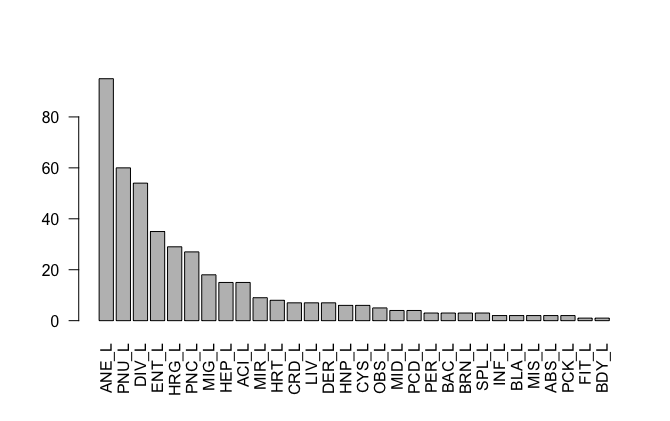 80
60
40
20
0
ANE_L
PNU_L
DIV_L
ENT_L
HRG_L
PNC_L
MIG_L
HEP_L
ACI_L
MIR_L
HRT_L
CRD_L
LIV_L
DER_L
HNP_L
CYS_L
OBS_L
MID_L
PCD_L
PER_L
BAC_L
BRN_L
SPL_L
INF_L
BLA_L
MIS_L
ABS_L
PCK_L
FIT_L
BDY_L